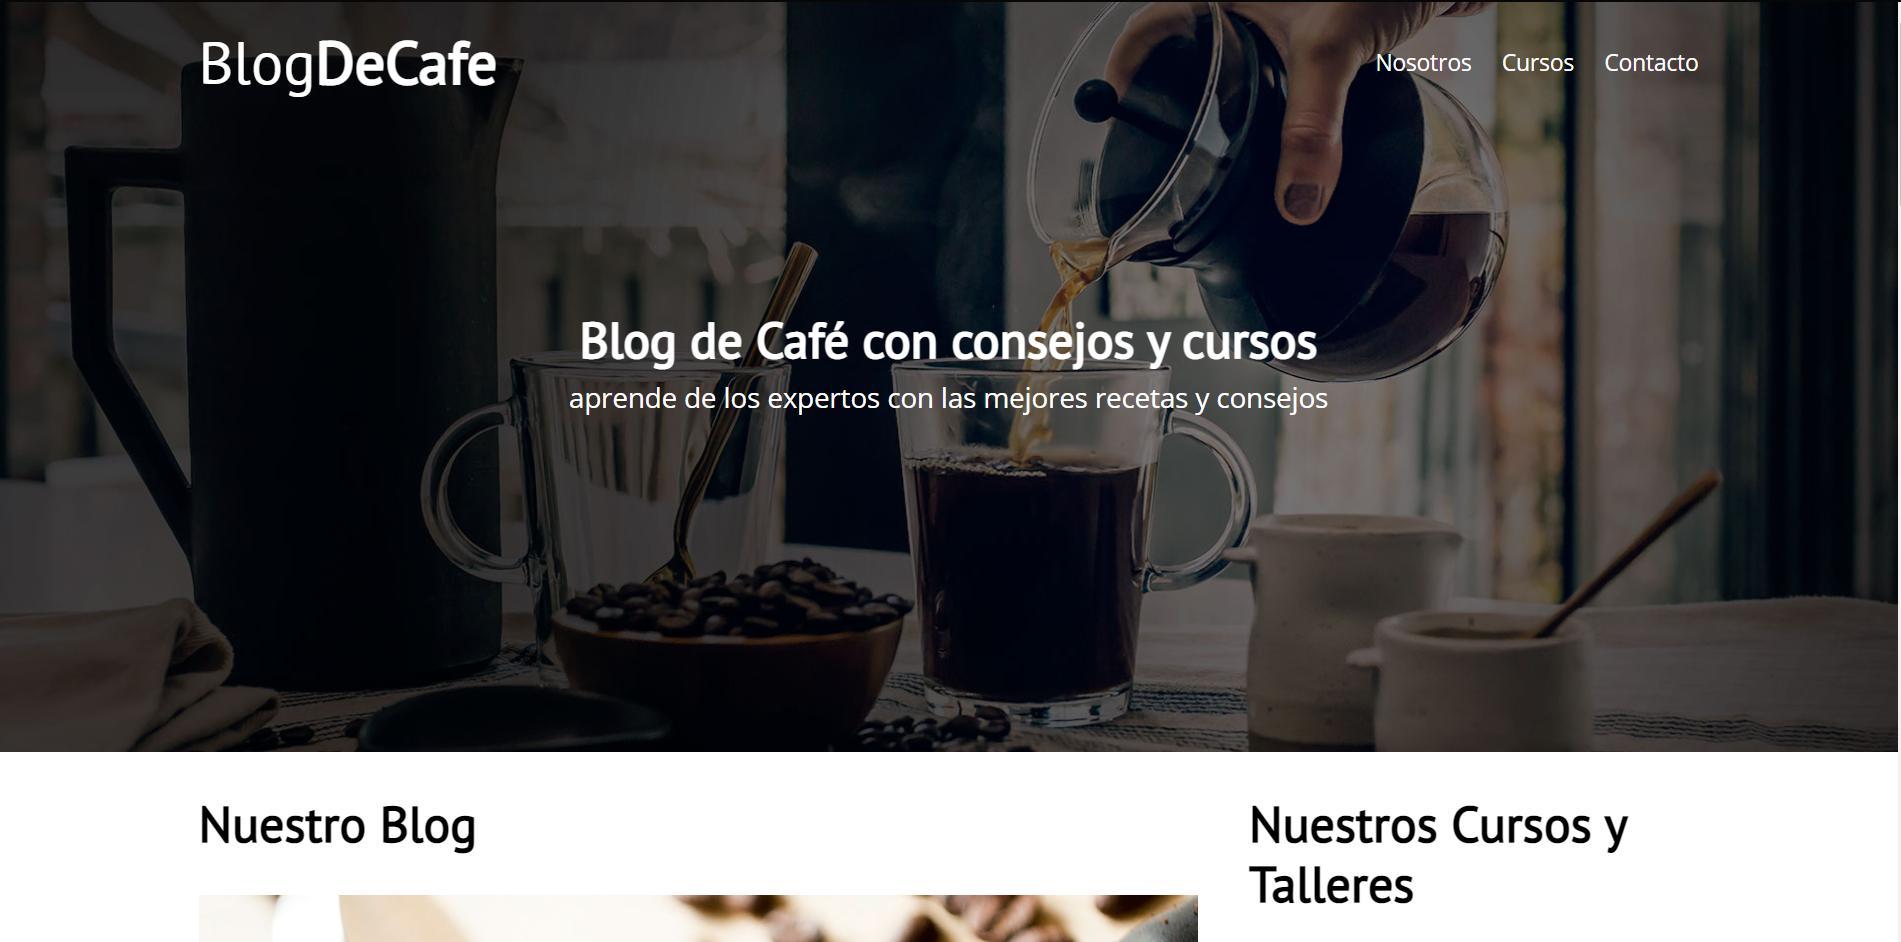 BlogDeCafe
Nosotros Cursos Contacto
Blog de Café con consejos y cursos
aprende de los expertos con las mejores recetas y consejos
Nuestro Blog
Nuestros Cursos y
Talleres